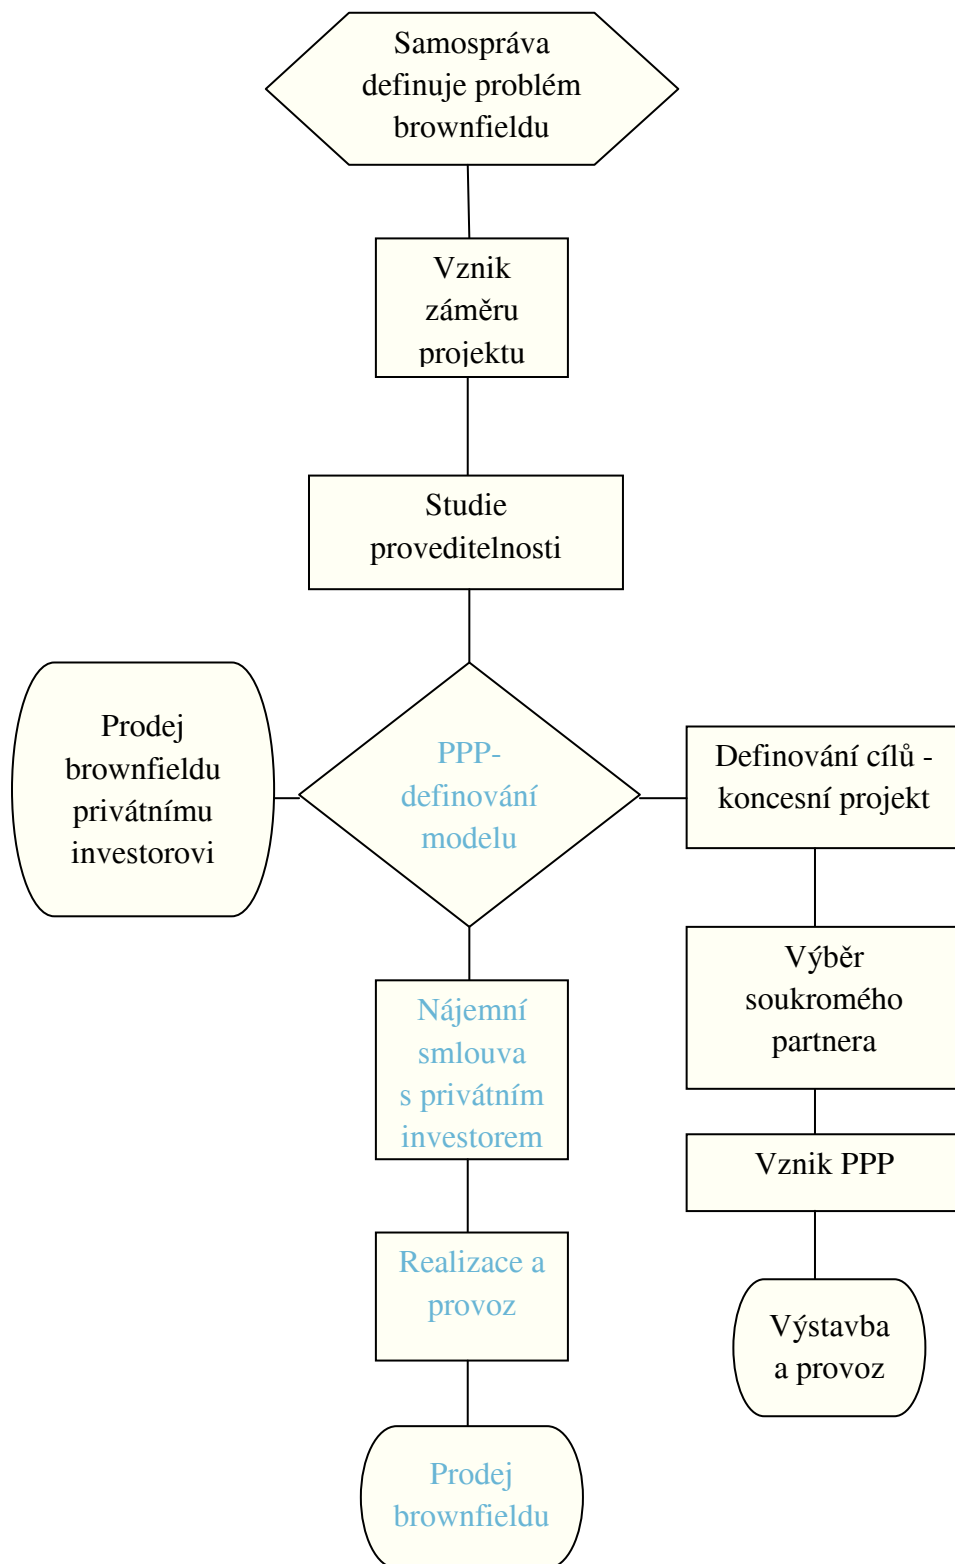 Samospráva
definuje problém
brownfieldu
Vznik
záměru
projektu
Studie
proveditelnosti
Prodej
brownfieldu
privátnímu
investorovi
PPP-
definování
modelu
Definování cílů -
koncesní projekt
Výběr
soukromého
partnera
Nájemní
smlouva
s privátním
investorem
Vznik PPP
Realizace a
provoz
Výstavba
a provoz
Prodej
brownfieldu